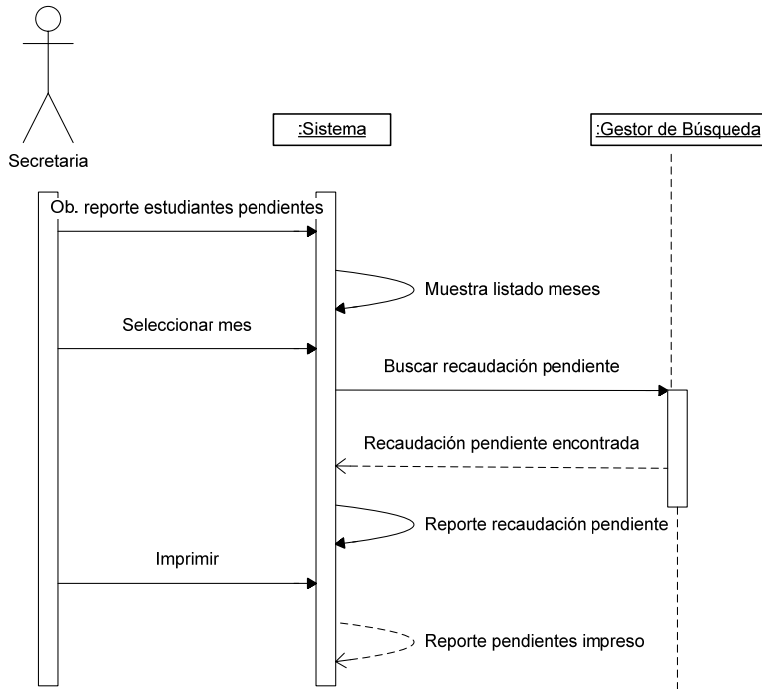 Secretaria
:Sistema
:Gestor de Búsqueda
Ob. reporte estudiantes pendientes
Muestra listado meses
Seleccionar mes
Buscar recaudación pendiente
Recaudación pendiente encontrada
Reporte recaudación pendiente
Imprimir
Reporte pendientes impreso